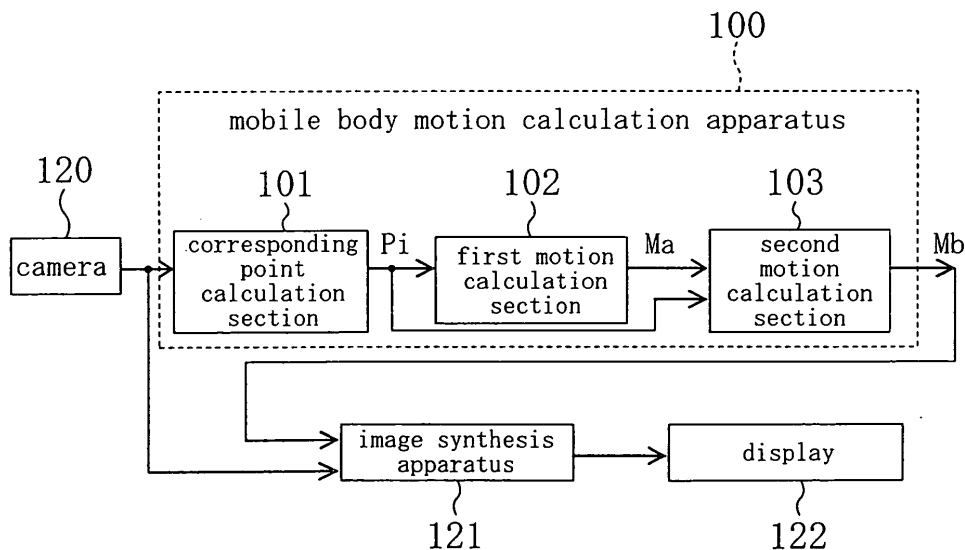 100
mobile body motion calculation apparatus
120
101
102
103
camera
corresponding
point
calculation
section
Pi
first motion
calculation
section
Ma
second
motion
calculation
section
Mb
image synthesis
apparatus
display
121
122